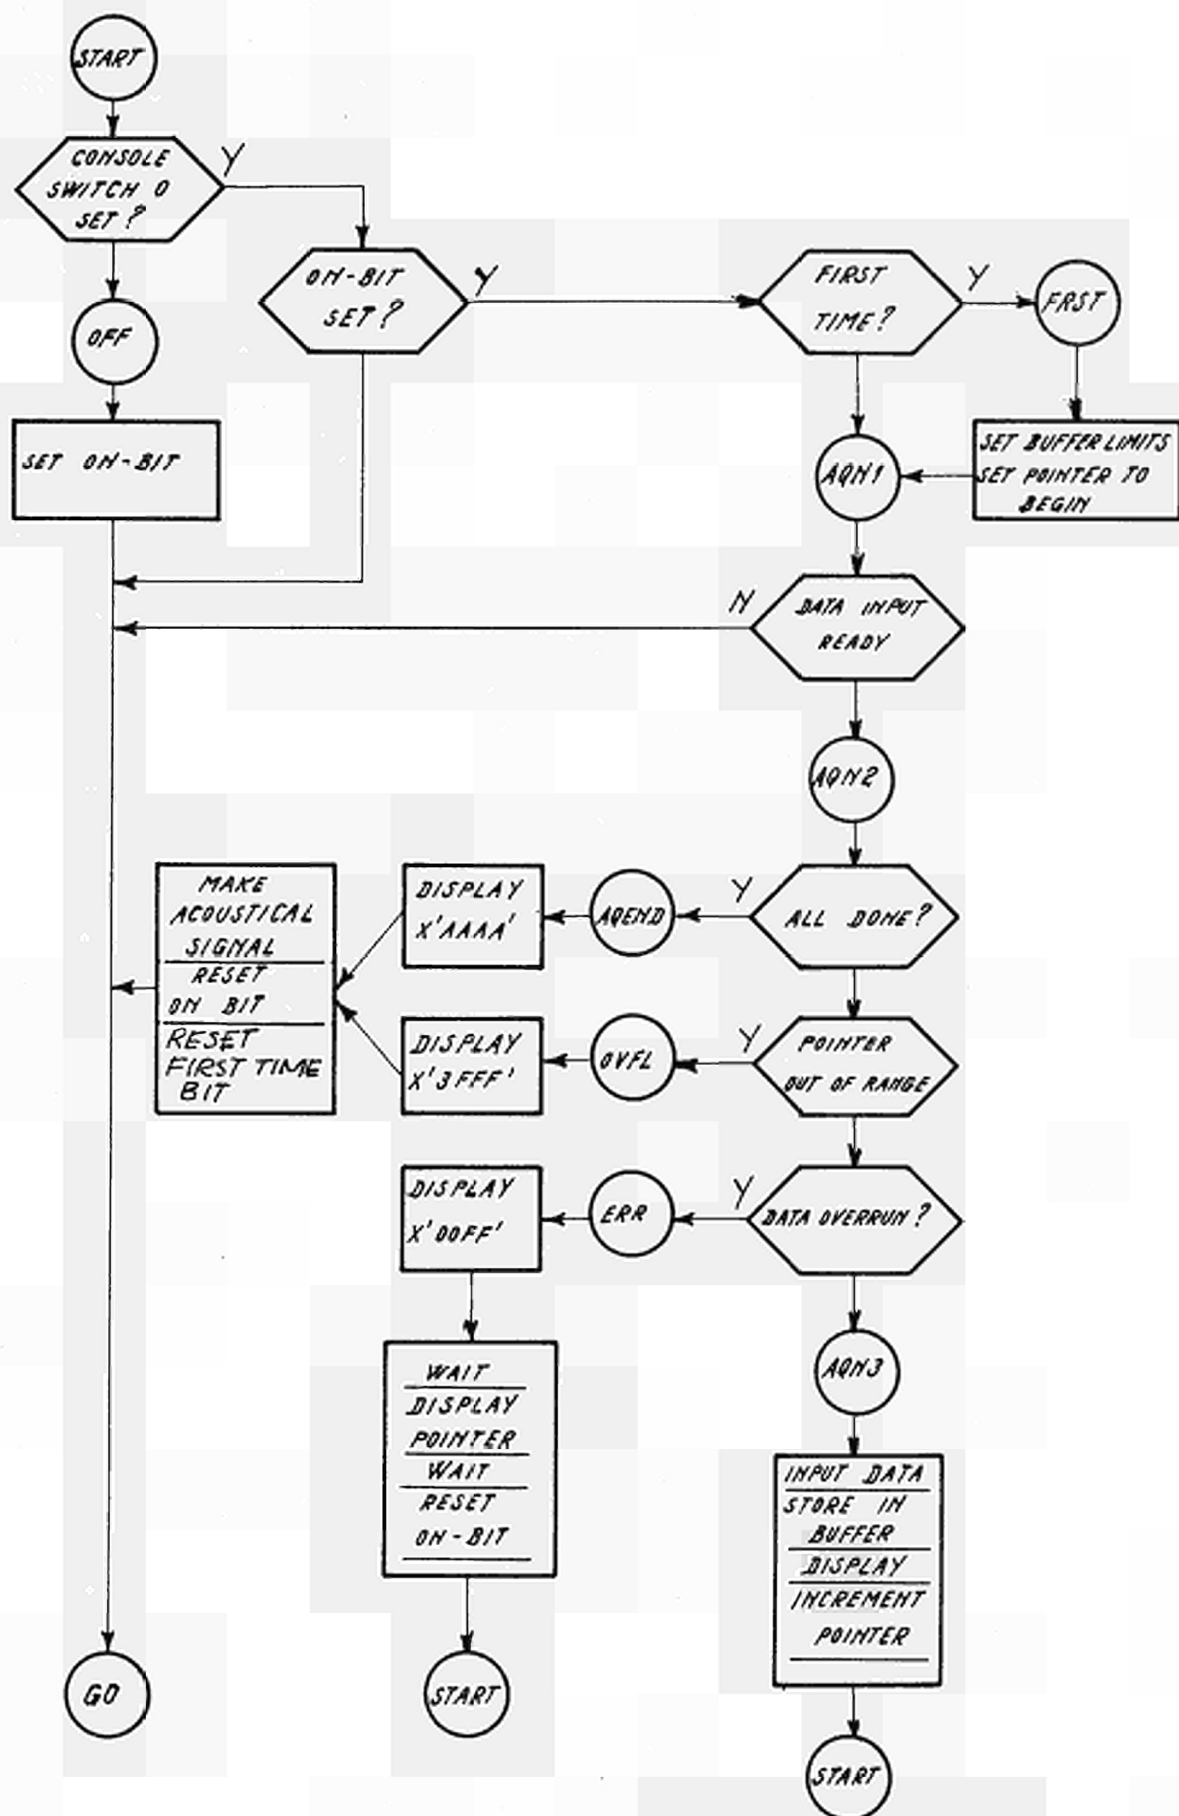 START
CONSOLE
SWITCH 0
SET?
Y
OFF
SET ON-BIT
ON-BIT
SET?
Y
FIRST
TIME?
Y
FRST
SET BUFFER LIMITS
SET POINTER TO
BEGIN
AQN1
DATA INPUT
READY
N
AQN2
ALL DONE?
Y
AQEND
DISPLAY
X'AAAA'
MAKE
ACOUSTICAL
SIGNAL
RESET
ON BIT
RESET
FIRST TIME
BIT
POINTER
OUT OF RANGE
Y
OVFL
DISPLAY
X'3FFF'
DATA OVERRUN?
Y
ERR
DISPLAY
X'00FF'
WAIT
DISPLAY
POINTER
WAIT
RESET
ON-BIT
START
AQN3
INPUT DATA
STORE IN
BUFFER
DISPLAY
INCREMENT
POINTER
START
GO